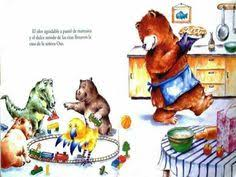 El olor agradable a pastel de manzana
y el dulce sonido de las risas llenaron la
casa de la señora Oso.